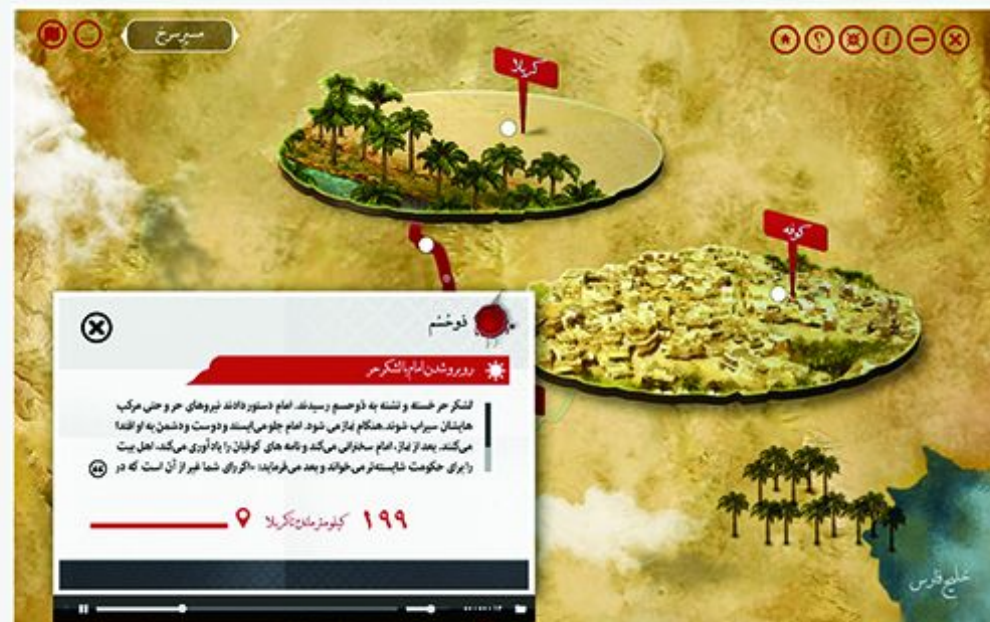 مسیر سرخ
کربلا
کوفه
ذوحُسَم
روبرو شدن امام با لشکر حر
لشکر حر خسته و تشنه به ذوحسم رسیدند. امام دستور دادند نیروهای حر و حتی مرکب
هایشان سیراب شوند. هنگام نماز می شود. امام جلو می‌ایستد و دوست و دشمن به او اقتدا
می‌کنند. بعد از نماز، امام سخنرانی می‌کند و نامه های کوفیان را یادآوری می‌کند، اهل بیت
را برای حکومت شایسته‌تر می‌خواند و بعد می‌فرماید: «اگر رای شما غیر از آن است که در
۱۹۹ کیلومتر مانده تا کربلا
خلیج فارس